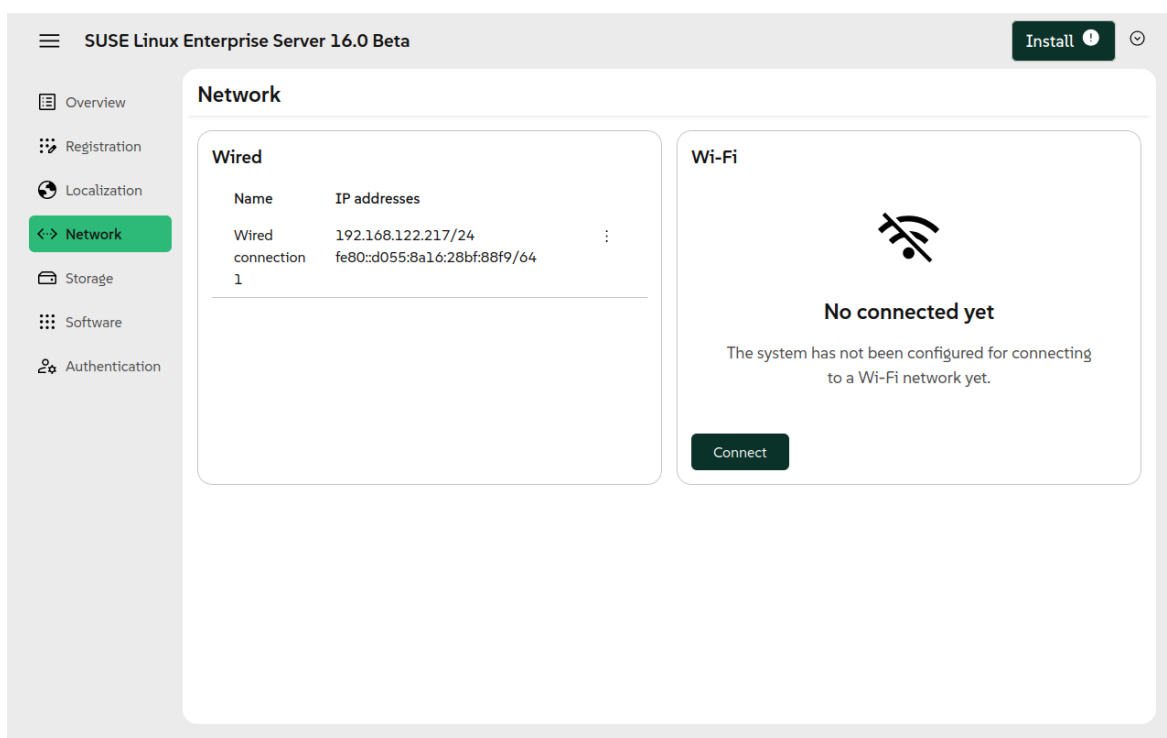 SUSE Linux Enterprise Server 16.0 Beta
Install
Overview
Registration
Localization
Network
Storage
Software
Authentication
Network
Wired
Name IP addresses
Wired 192.168.122.217/24
connection fe80::d055:8a16:28bf:88f9/64
1
Wi-Fi
No connected yet
The system has not been configured for connecting
to a Wi-Fi network yet.
Connect